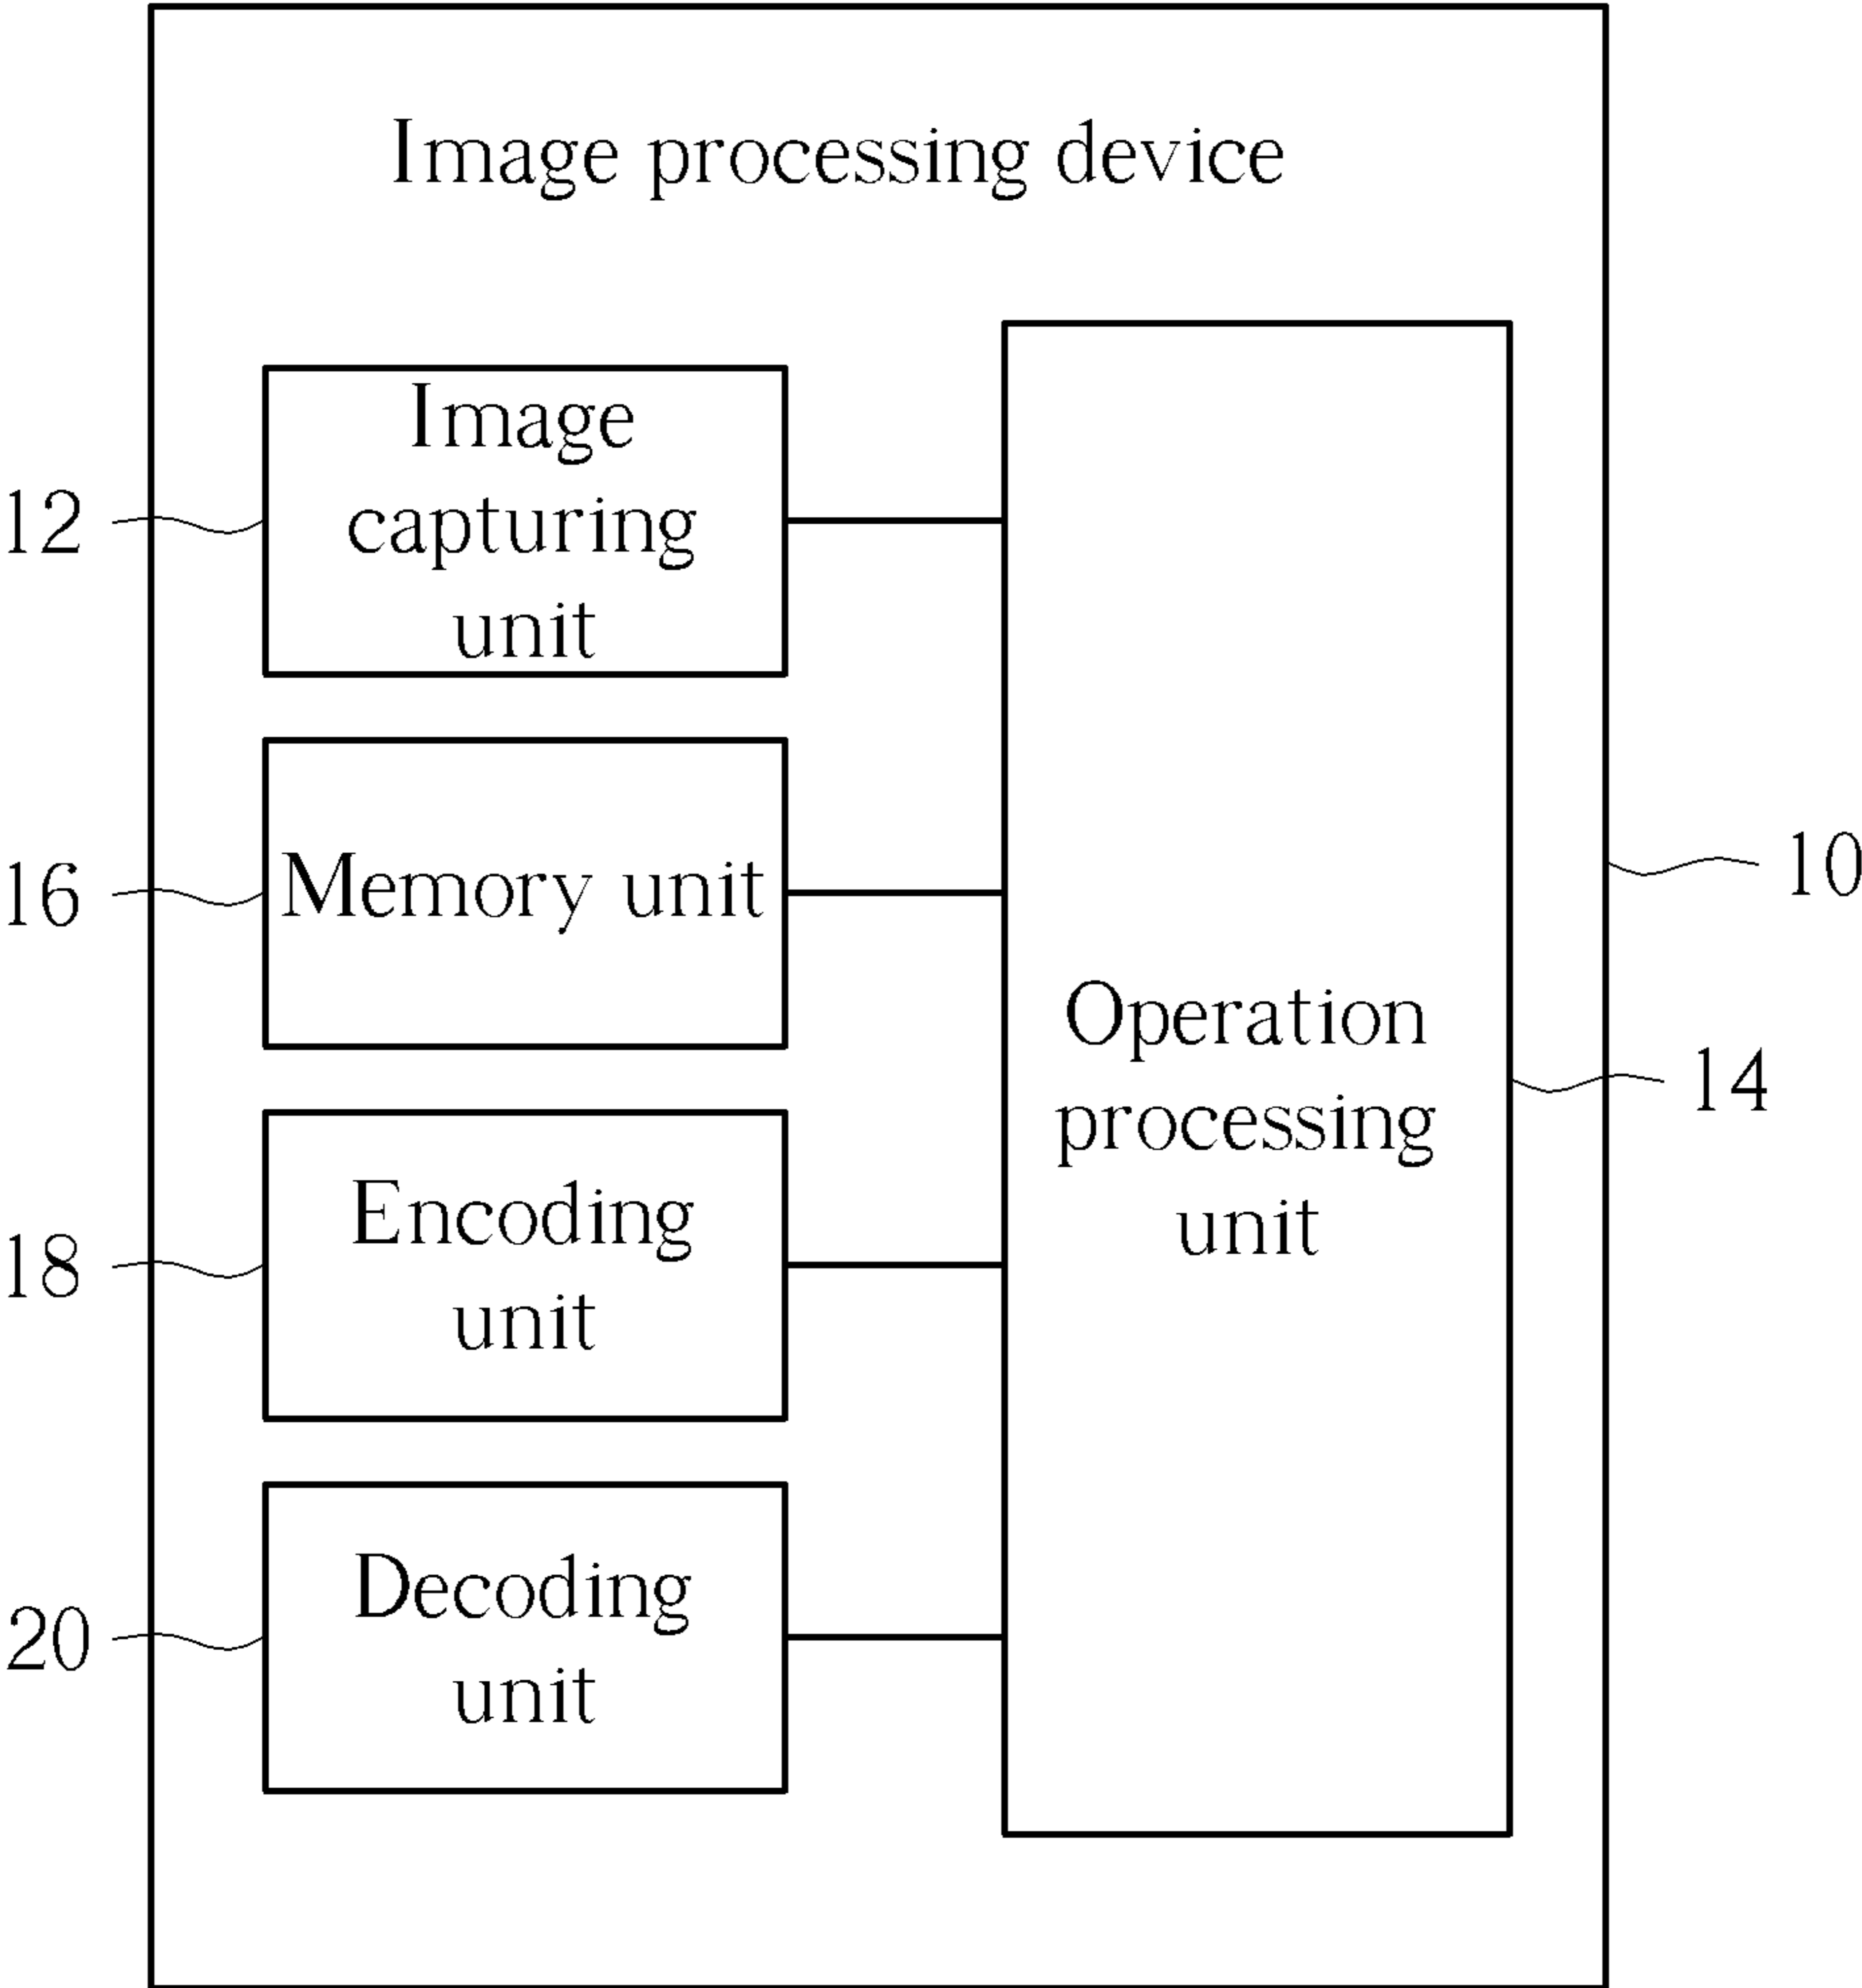 Image processing device
12
Image
capturing
unit
16
Memory unit
10
Operation
processing
unit
14
18
Encoding
unit
20
Decoding
unit